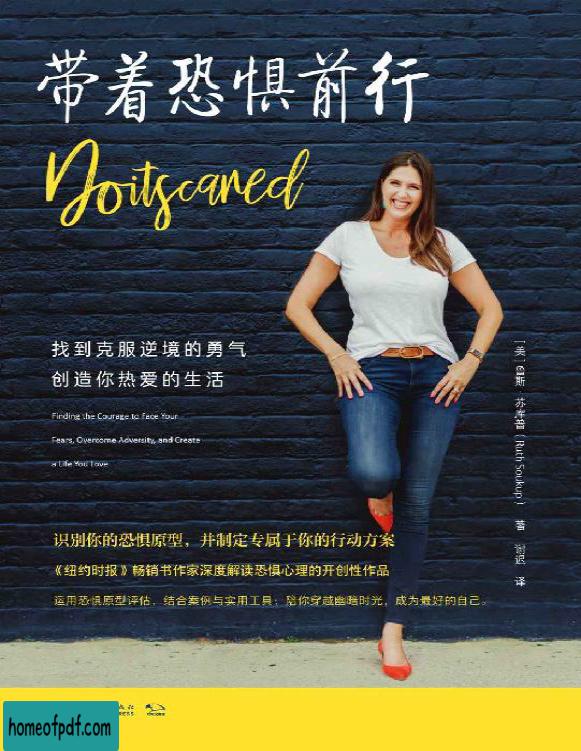 带着恐惧前行
Doitscared
找到克服逆境的勇气
创造你热爱的生活
Finding the Courage to Face Your
Fears, Overcome Adversity, and Create
a Life You Love
[美] 斯 苏库普 (Ruth Soukup) 著 谢迟 译
识别你的恐惧原型，并制定专属于你的行动方案
《纽约时报》畅销书作家深度解读恐惧心理的开创性作品
运用恐惧原型评估，结合案例与实用工具，陪你穿越幽暗时光，成为最好的自己。
homeofpdf.com